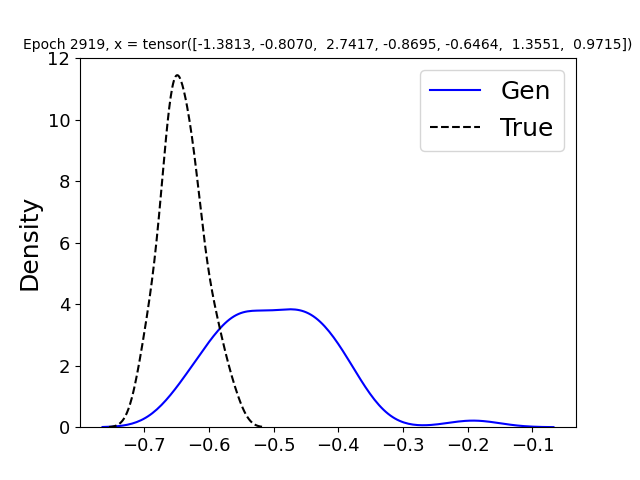 Epoch 2919, x = tensor([-1.3813, -0.8070,  2.7417, -0.8695, -0.6464,  1.3551,  0.9715])
12
10
8
6
4
2
0
Density
Gen
True
−0.7 −0.6 −0.5 −0.4 −0.3 −0.2 −0.1